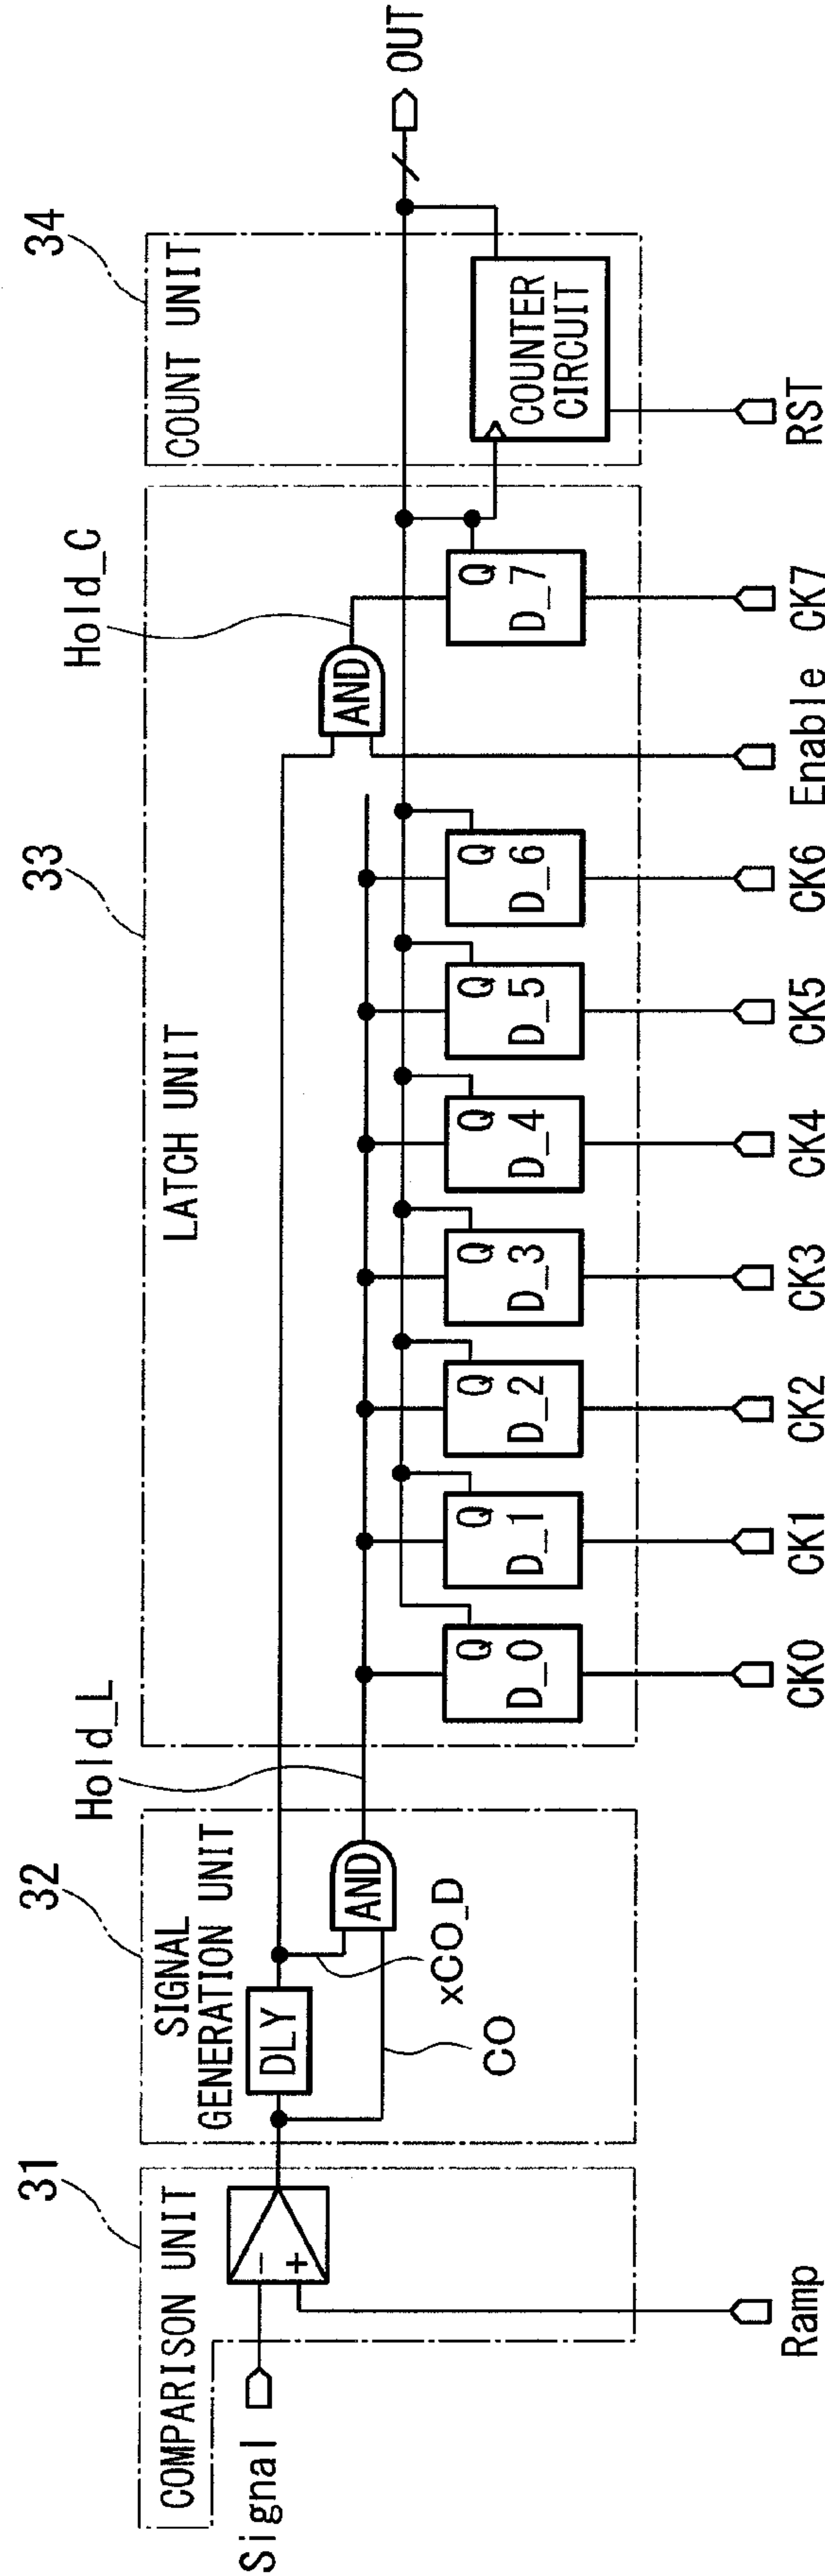 31
COMPARISON UNIT
Signal
-
+
Ramp
32
SIGNAL
GENERATION UNIT
DLY
AND
xCO_D
CO
Hold_L
33
LATCH UNIT
Q
D_0
Q
D_1
Q
D_2
Q
D_3
Q
D_4
Q
D_5
Q
D_6
AND
Hold_C
Q
D_7
CK0
CK1
CK2
CK3
CK4
CK5
CK6
Enable
CK7
34
COUNT UNIT
COUNTER
CIRCUIT
RST
OUT